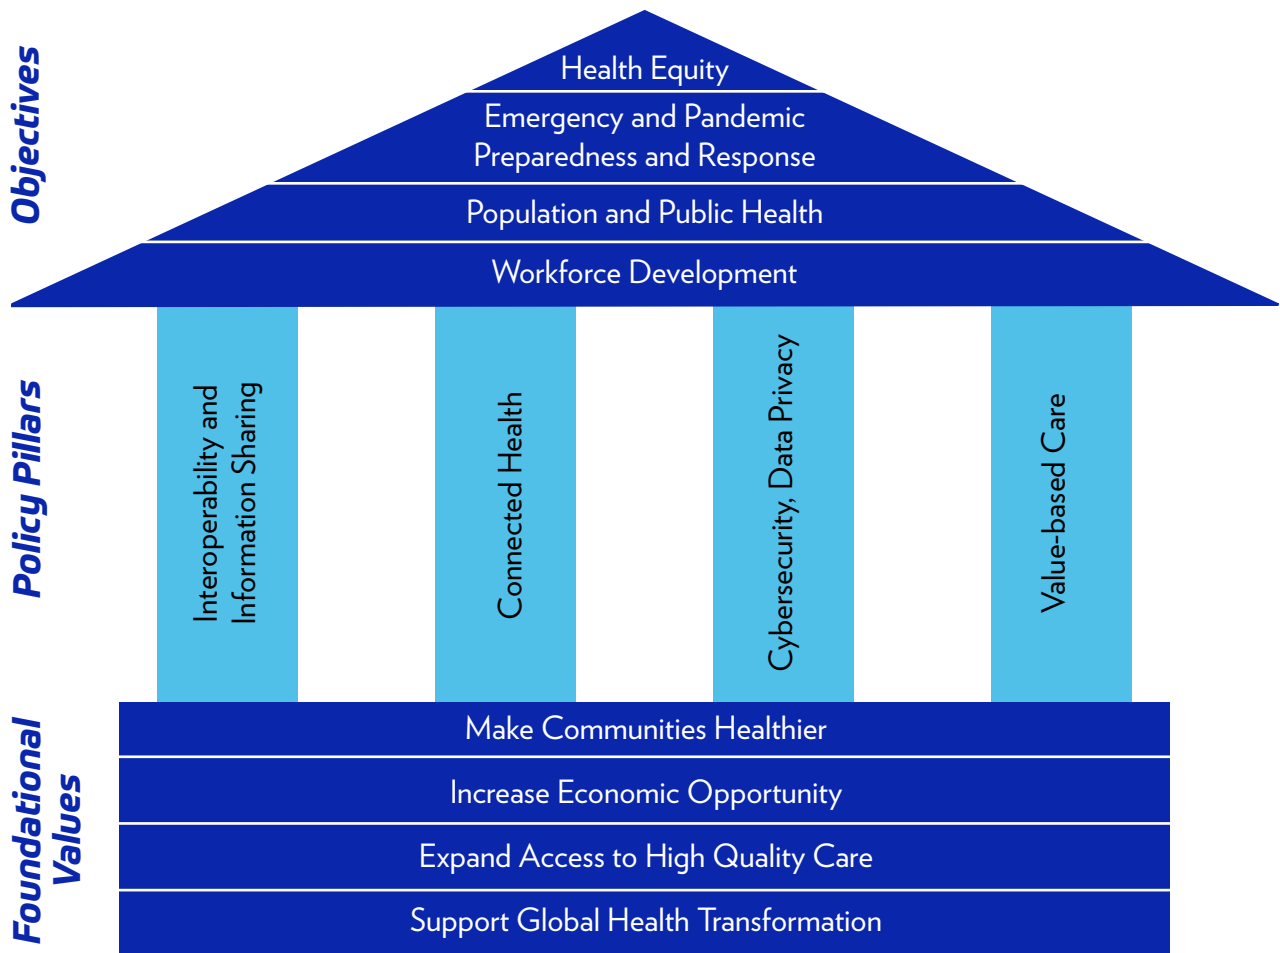 Objectives
Health Equity
Emergency and Pandemic
Preparedness and Response
Population and Public Health
Workforce Development
Policy Pillars
Interoperability and
Information Sharing
Connected Health
Cybersecurity, Data Privacy
Value-based Care
Foundational
Values
Make Communities Healthier
Increase Economic Opportunity
Expand Access to High Quality Care
Support Global Health Transformation